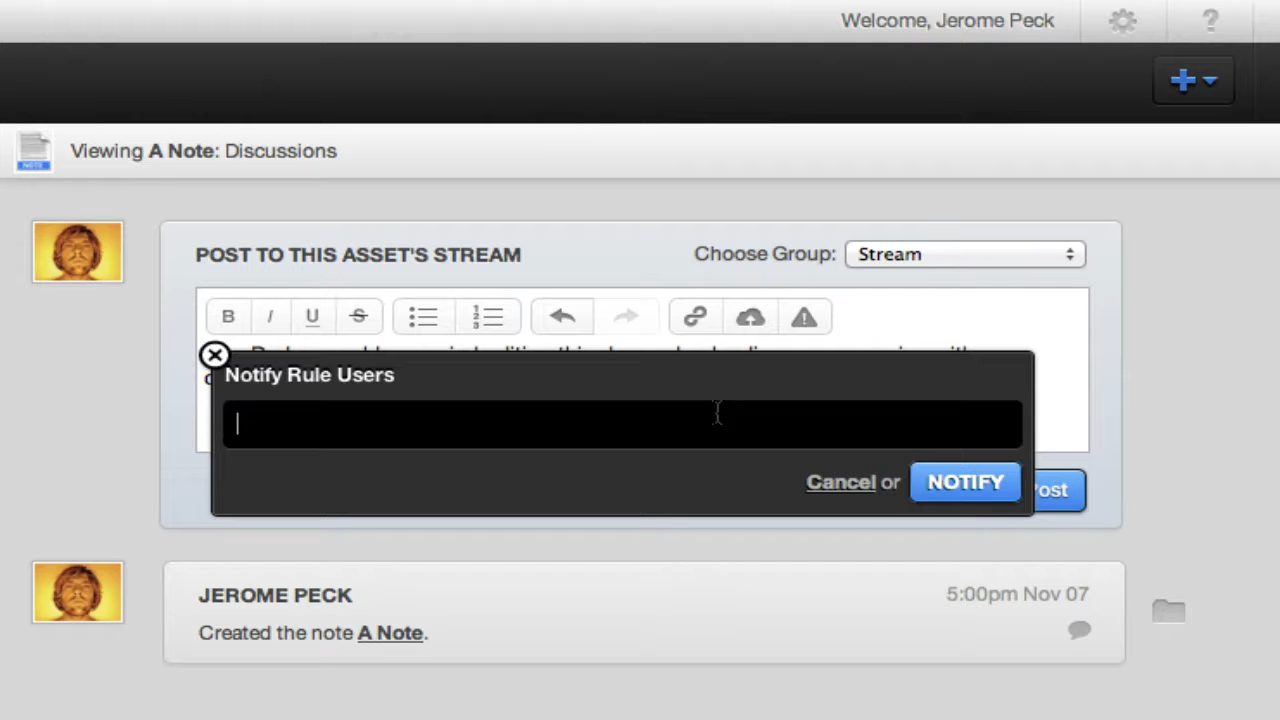 Welcome, Jerome Peck
?
NOTE
Viewing A Note: Discussions
POST TO THIS ASSET'S STREAM
Choose Group: Stream
B I U S
Notify Rule Users
Cancel or NOTIFY
JEROME PECK
5:00pm Nov 07
Created the note A Note.